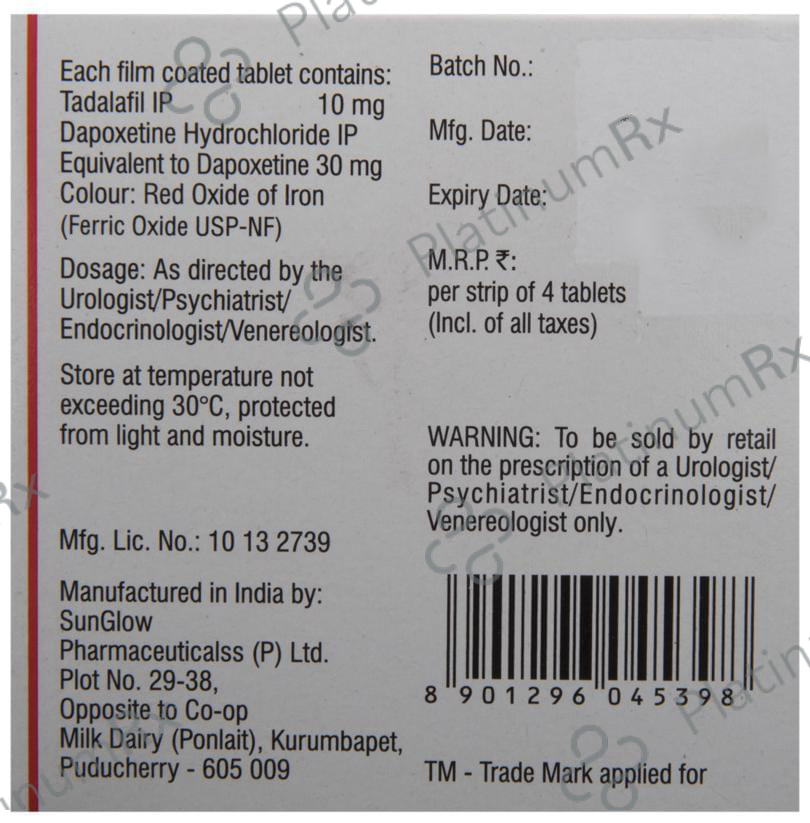 Each film coated tablet contains:
Tadalafil IP 10 mg
Dapoxetine Hydrochloride IP
Equivalent to Dapoxetine 30 mg
Colour: Red Oxide of Iron
(Ferric Oxide USP-NF)
Dosage: As directed by the
Urologist/Psychiatrist/
Endocrinologist/Venereologist.
Store at temperature not
exceeding 30°C, protected
from light and moisture.
Mfg. Lic. No.: 10 13 2739
Manufactured in India by:
SunGlow
Pharmaceuticalss (P) Ltd.
Plot No. 29-38,
Opposite to Co-op
Milk Dairy (Ponlait), Kurumbapet,
Puducherry - 605 009
Batch No.:
Mfg. Date:
Expiry Date:
M.R.P. ₹:
per strip of 4 tablets
(Incl. of all taxes)
WARNING: To be sold by retail
on the prescription of a Urologist/
Psychiatrist/Endocrinologist/
Venereologist only.
8 901296 045398
TM - Trade Mark applied for
PlatinumRx
PlatinumRx